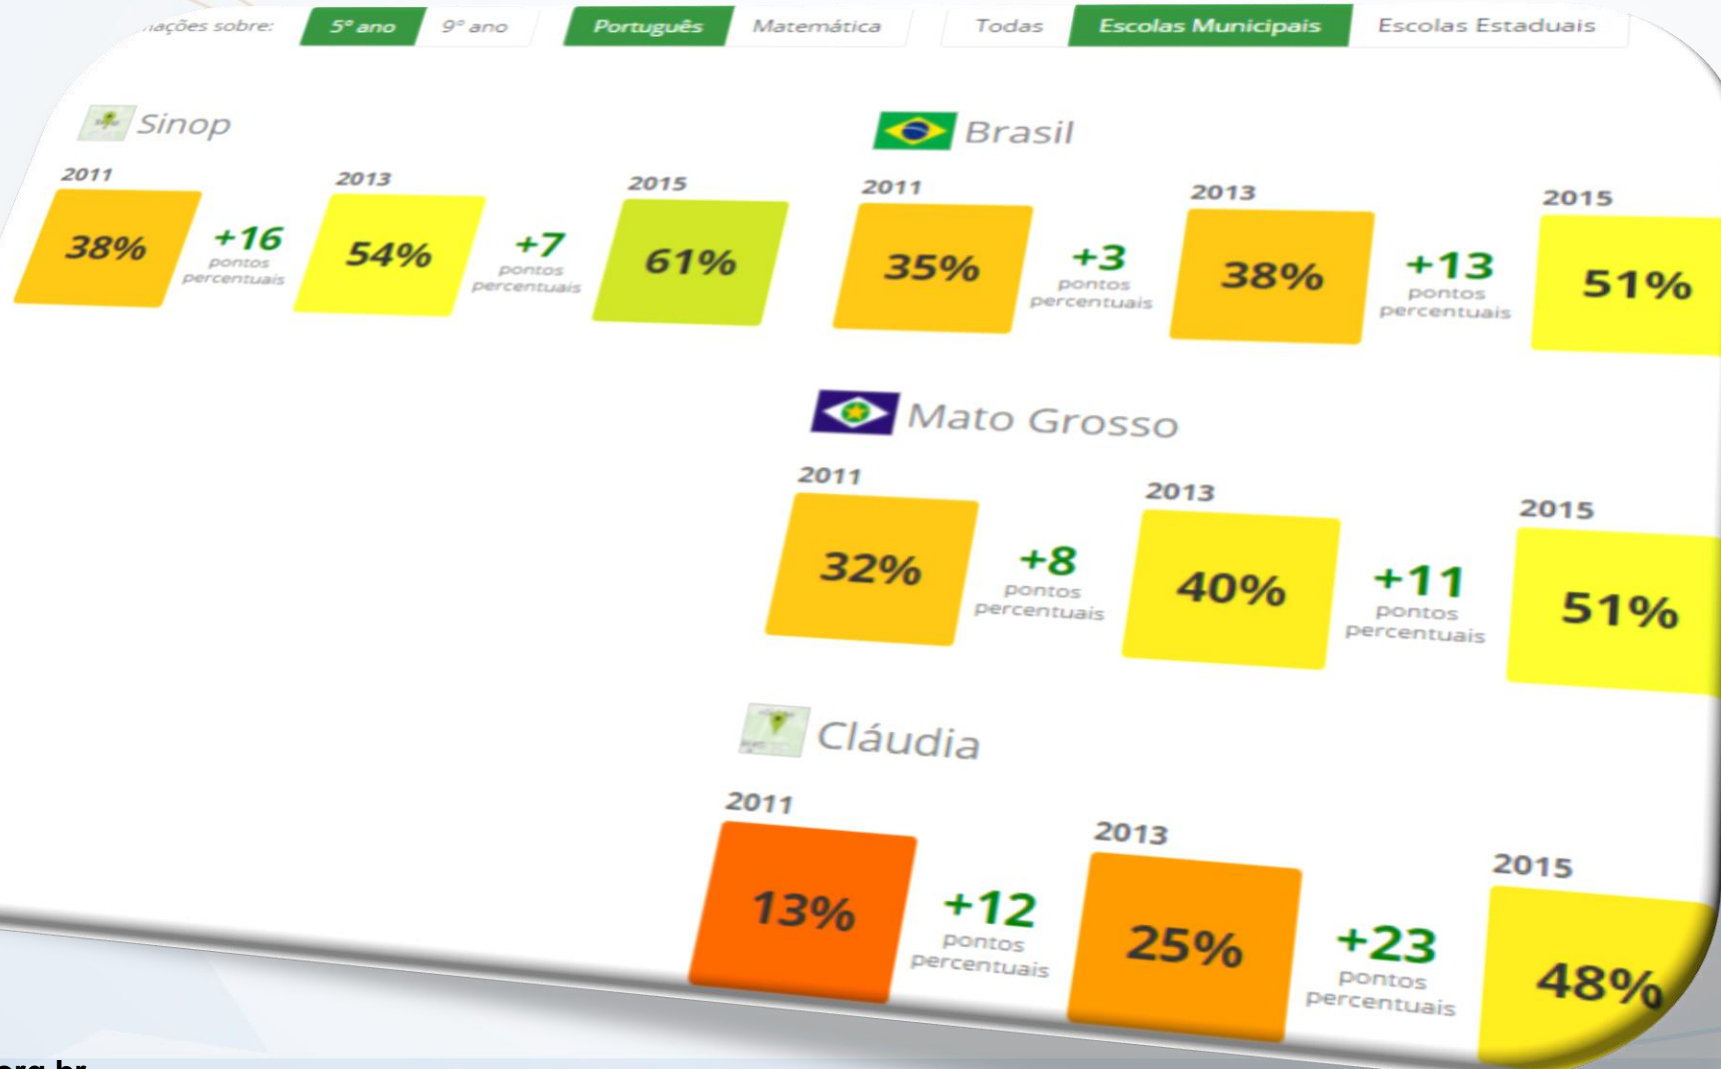 sobre:
5º ano
9º ano
Português
Matemática
Todas
Escolas Municipais
Escolas Estaduais
Sinop
2011
2013
2015
38%
+16
pontos
percentuais
54%
+7
pontos
percentuais
61%
Brasil
2011
2013
2015
35%
+3
pontos
percentuais
38%
+13
pontos
percentuais
51%
Mato Grosso
2011
2013
2015
32%
+8
pontos
percentuais
40%
+11
pontos
percentuais
51%
Cláudia
2011
2013
2015
13%
+12
pontos
percentuais
25%
+23
pontos
percentuais
48%